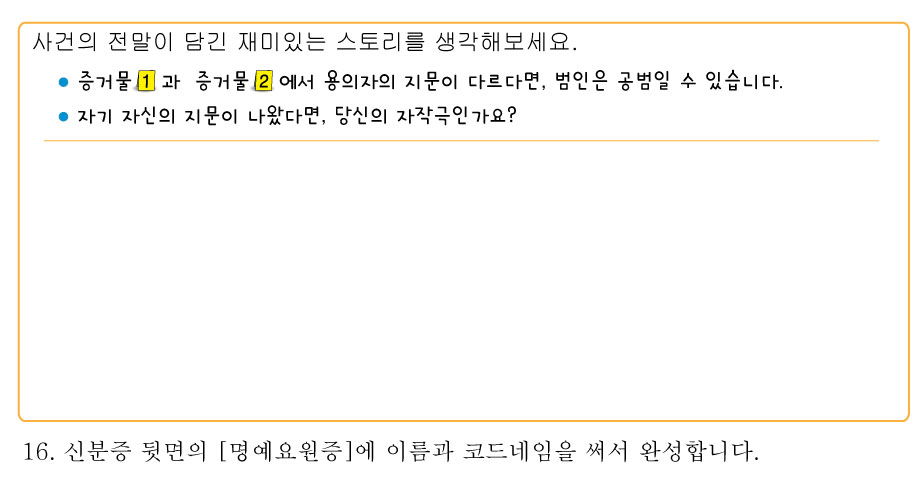 사건의 전말이 담긴 재미있는 스토리를 생각해보세요.
● 증거물 1 과 증거물 2 에서 용의자의 지문이 다르다면, 범인은 공범일 수 있습니다.
● 자기 자신의 지문이 나왔다면, 당신의 자작극인가요?
16. 신분증 뒷면의 [명예요원증]에 이름과 코드네임을 써서 완성합니다.